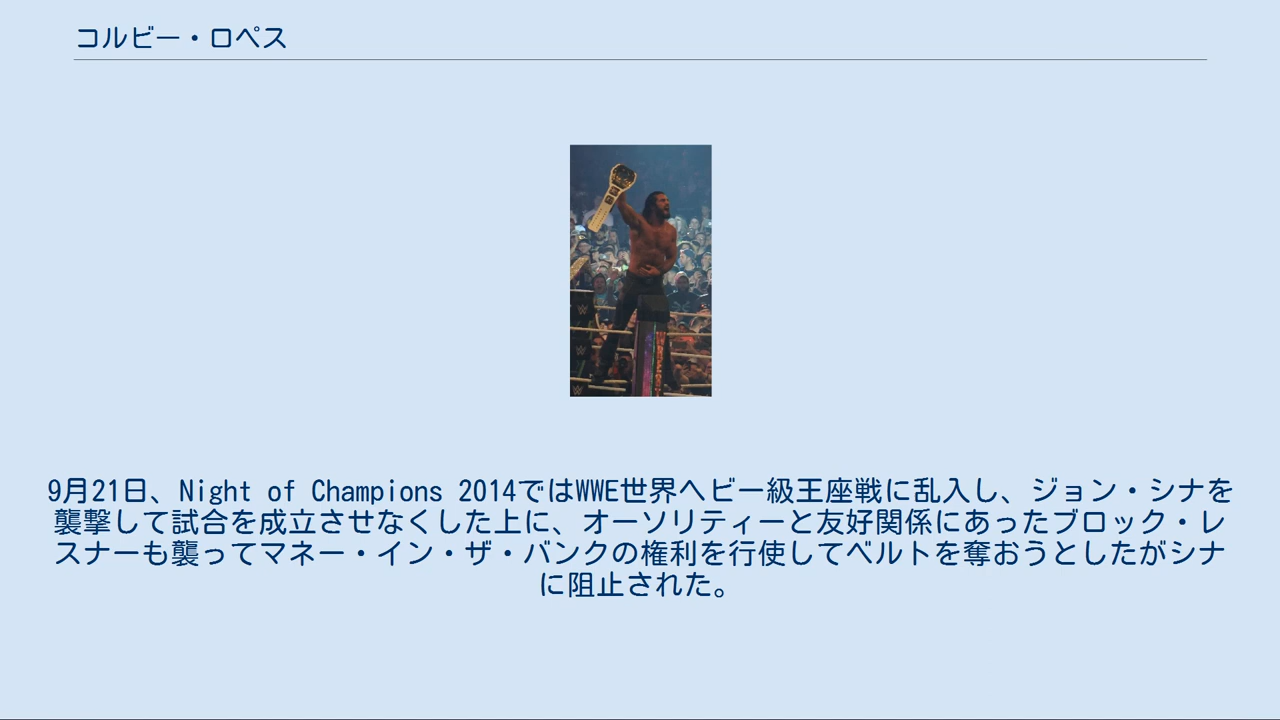 コルビー・ロペス
9月21日、Night of Champions 2014ではWWE世界ヘビー級王座戦に乱入し、ジョン・シナを
襲撃して試合を成立させなくした上に、オーソリティーと友好関係にあったブロック・レ
スナーも襲ってマネー・イン・ザ・バンクの権利を行使してベルトを奪おうとしたがシナ
に阻止された。